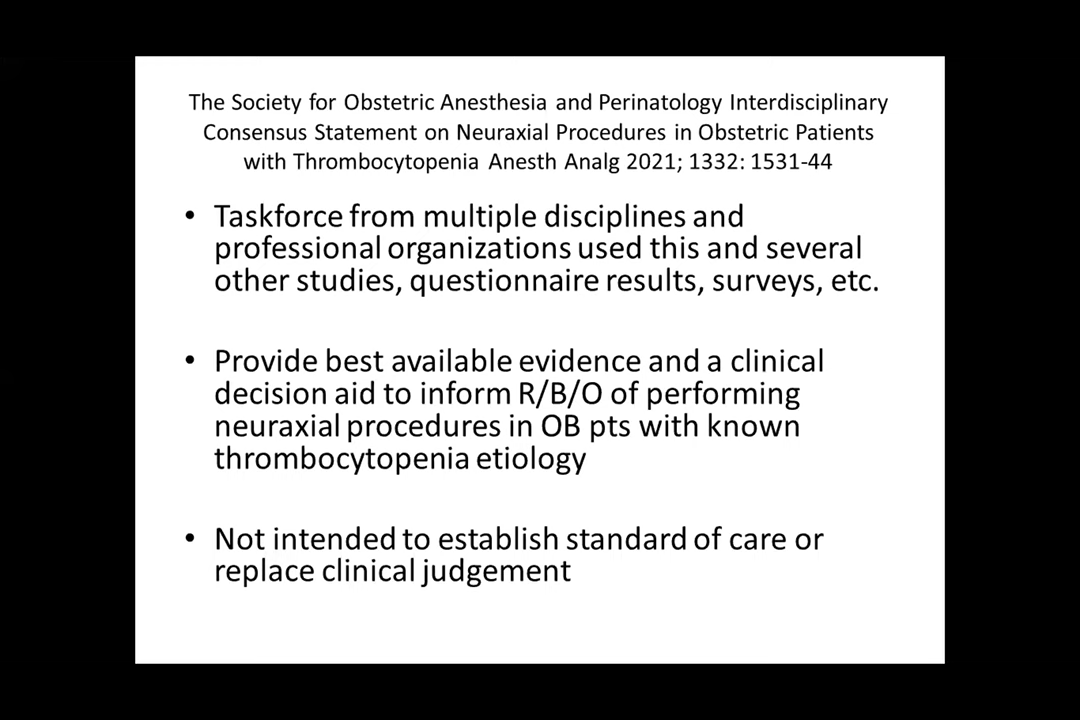 The Society for Obstetric Anesthesia and Perinatology Interdisciplinary
Consensus Statement on Neuraxial Procedures in Obstetric Patients
with Thrombocytopenia Anesth Analg 2021; 1332: 1531-44
• Taskforce from multiple disciplines and
professional organizations used this and several
other studies, questionnaire results, surveys, etc.
• Provide best available evidence and a clinical
decision aid to inform R/B/O of performing
neuraxial procedures in OB pts with known
thrombocytopenia etiology
• Not intended to establish standard of care or
replace clinical judgement